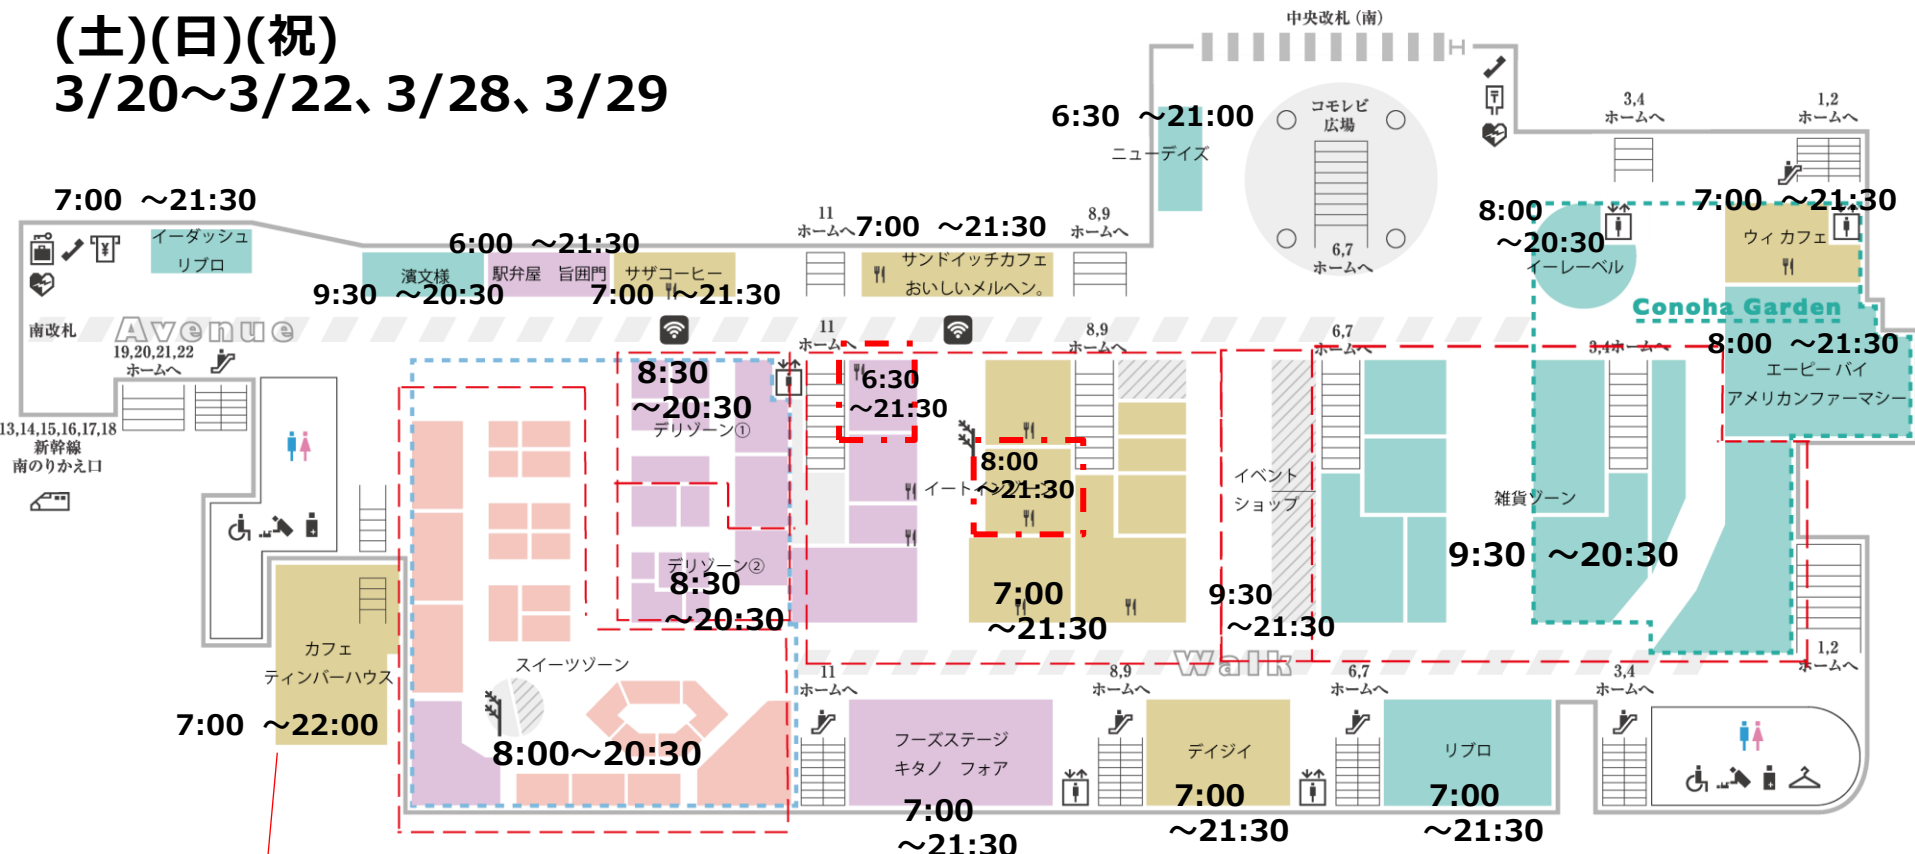 (土)(日)(祝)
3/20～3/22、3/28、3/29
中央改札（南）
コモレビ
広場
6,7
ホームへ
6:30 ～21:00
ニューデイズ
3,4
ホームへ
1,2
ホームへ
7:00 ～21:30
イーダッシュ
リブロ
9:30 ～20:30
濱文様
6:00 ～21:30
駅弁屋 旨囲門
サザコーヒー
7:00 ～21:30
11
ホームへ
7:00 ～21:30
サンドイッチカフェ
おいしいメルヘン。
8,9
ホームへ
8:00
～20:30
イーレーベル
7:00 ～21:30
ウィ カフェ
Conoha Garden
8:00 ～21:30
エーピー バイ
アメリカンファーマシー
南改札
Avenue
19,20,21,22
ホームへ
13,14,15,16,17,18
新幹線
南のりかえ口
11
ホームへ
8,9
ホームへ
6,7
ホームへ
3,4ホームへ
8:30
～20:30
デリゾーン①
デリゾーン②
8:30
～20:30
6:30
～21:30
8:00
～21:30
イートインゾーン
7:00
～21:30
イベント
ショップ
9:30
～21:30
雑貨ゾーン
9:30 ～20:30
カフェ
ティンバーハウス
7:00 ～22:00
スイーツゾーン
8:00～20:30
Walk
11
ホームへ
8,9
ホームへ
6,7
ホームへ
3,4
ホームへ
1,2
ホームへ
フーズステージ
キタノ フォア
7:00
～21:30
デイジイ
7:00
～21:30
リブロ
7:00
～21:30